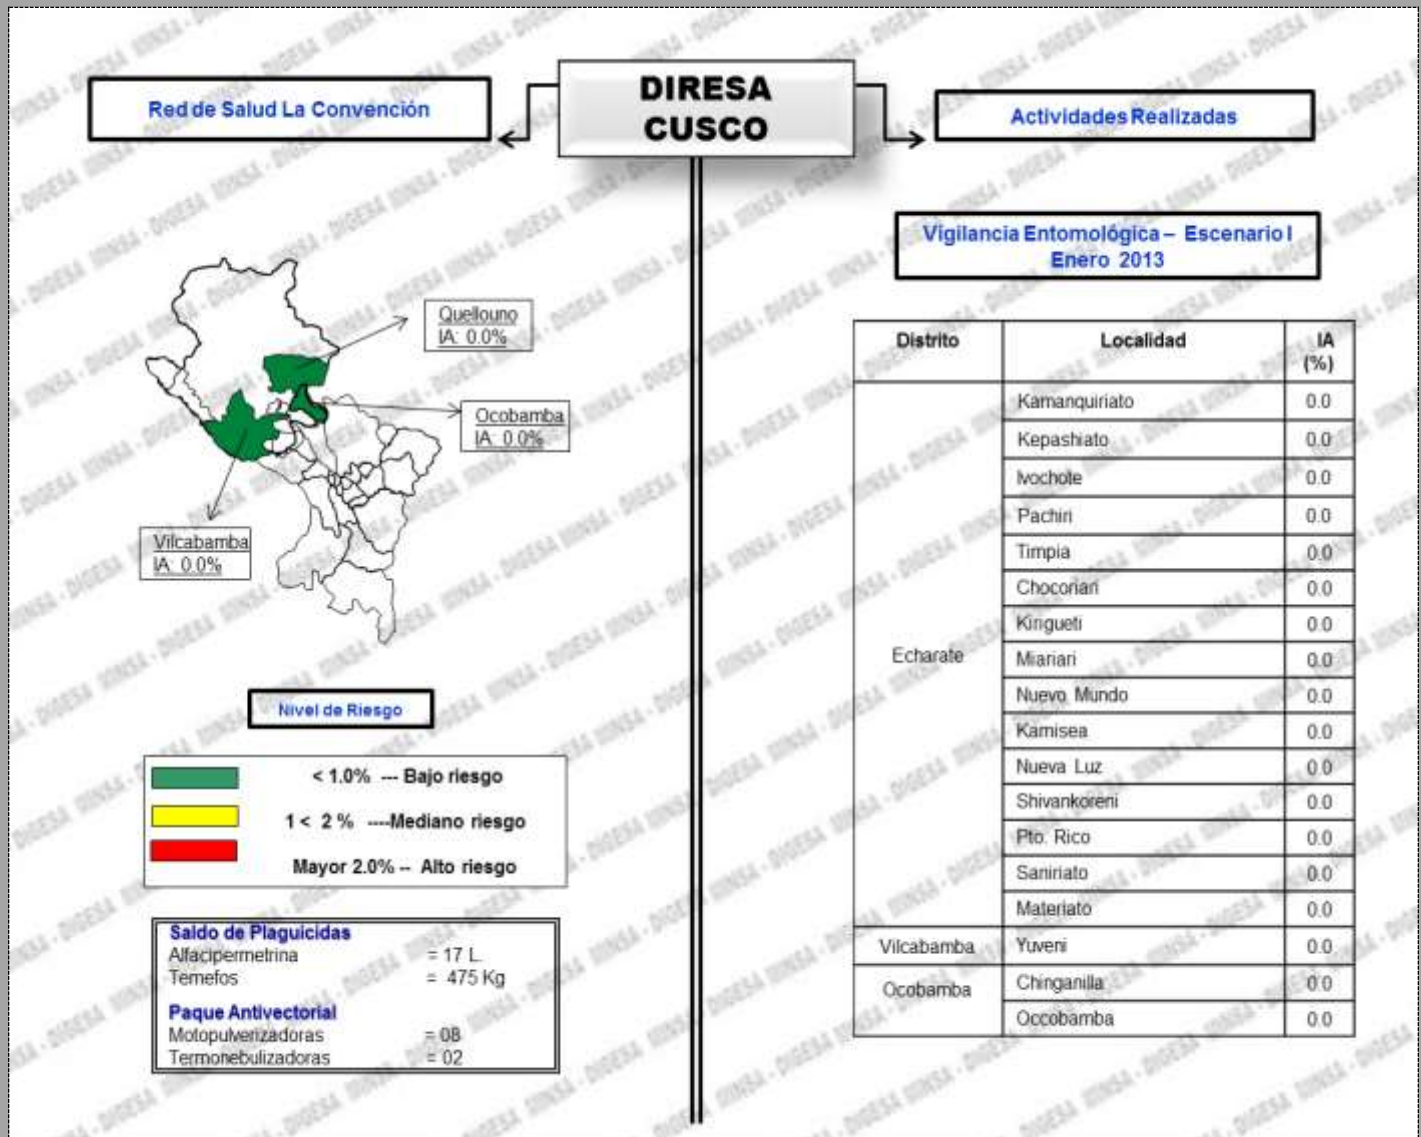 DIRESA
CUSCO
Red de Salud La Convención
Actividades Realizadas
Vigilancia Entomológica – Escenario I
Enero 2013
Quellouno
IA: 0.0%
Ocobamba
IA: 0.0%
Vilcabamba
IA: 0.0%
Nivel de Riesgo
< 1.0% --- Bajo riesgo
1 < 2 % ----Mediano riesgo
Mayor 2.0% -- Alto riesgo
Saldo de Plaguicidas
Alfacipermetrina = 17 L.
Temefos = 475 Kg
Paque Antivectorial
Motopulverizadoras = 08
Termonebulizadoras = 02
Distrito Localidad IA
(%)
Kamanquiriato 0.0
Kepashiato 0.0
Ivochote 0.0
Pachiri 0.0
Timpia 0.0
Chocoriari 0.0
Kirigueti 0.0
Echarate Miariari 0.0
Nuevo Mundo 0.0
Kamisea 0.0
Nueva Luz 0.0
Shivankoreni 0.0
Pto. Rico 0.0
Saniriato 0.0
Materiato 0.0
Vilcabamba Yuveni 0.0
Ocobamba Chinganilla 0.0
Occobamba 0.0